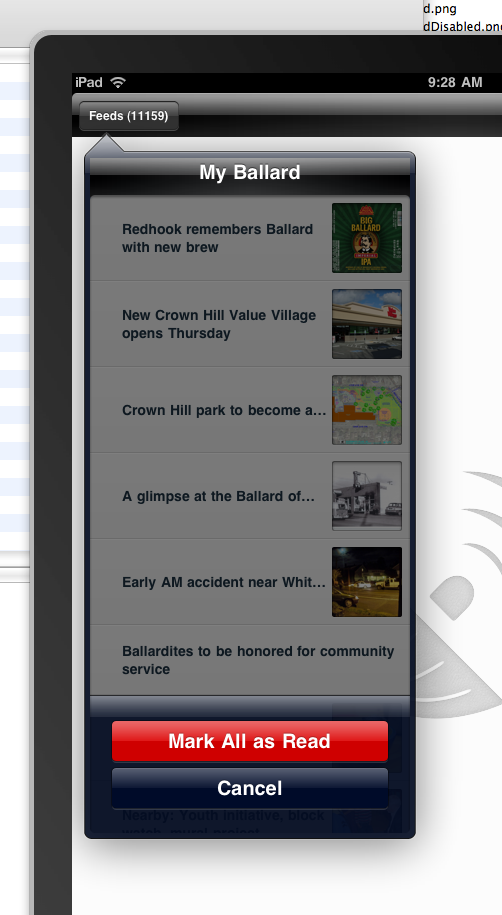 d.png
dDisabled.png
iPad
9:28 AM
Feeds (11159)
My Ballard
Redhook remembers Ballard
with new brew
BIG
BALLARD
IPA
New Crown Hill Value Village
opens Thursday
Crown Hill park to become a...
A glimpse at the Ballard of...
Early AM accident near Whit...
Ballardites to be honored for community
service
Mark All as Read
Cancel
Nearby: Youth initiative, block
watch, mural project